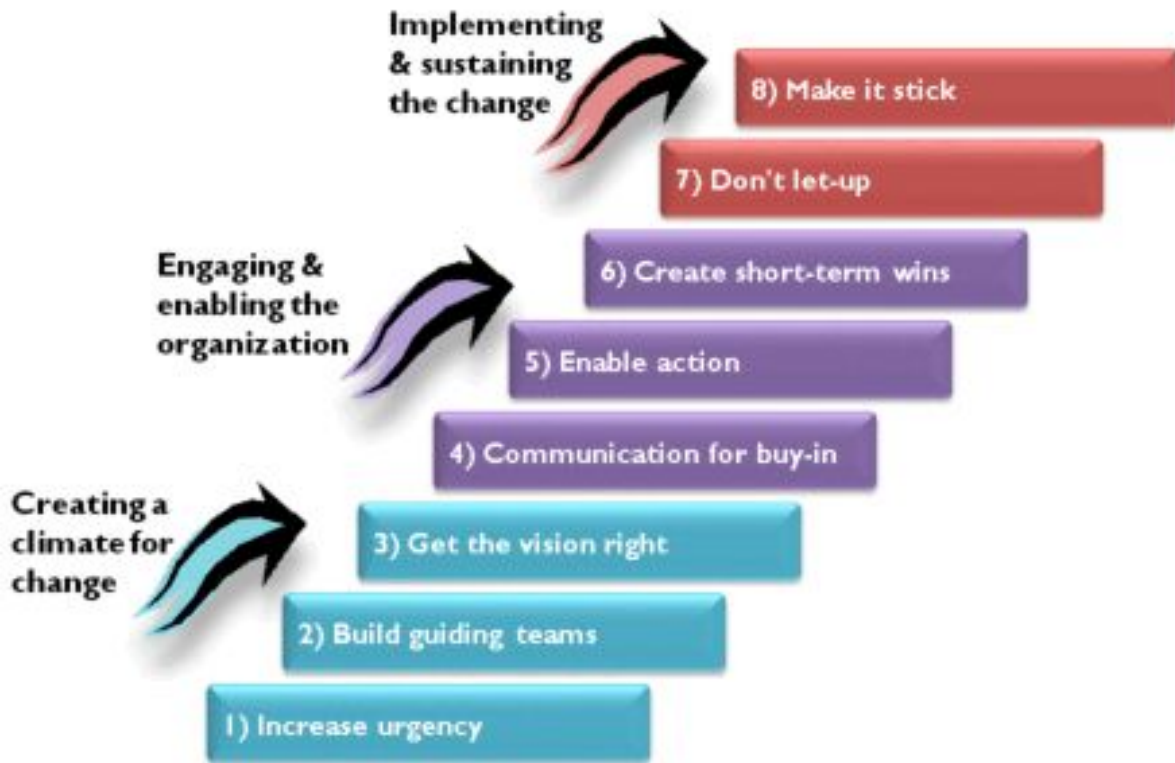 Implementing
& sustaining
the change
8) Make it stick
7) Don't let-up
Engaging &
enabling the
organization
6) Create short-term wins
5) Enable action
4) Communication for buy-in
Creating a
climate for
change
3) Get the vision right
2) Build guiding teams
1) Increase urgency